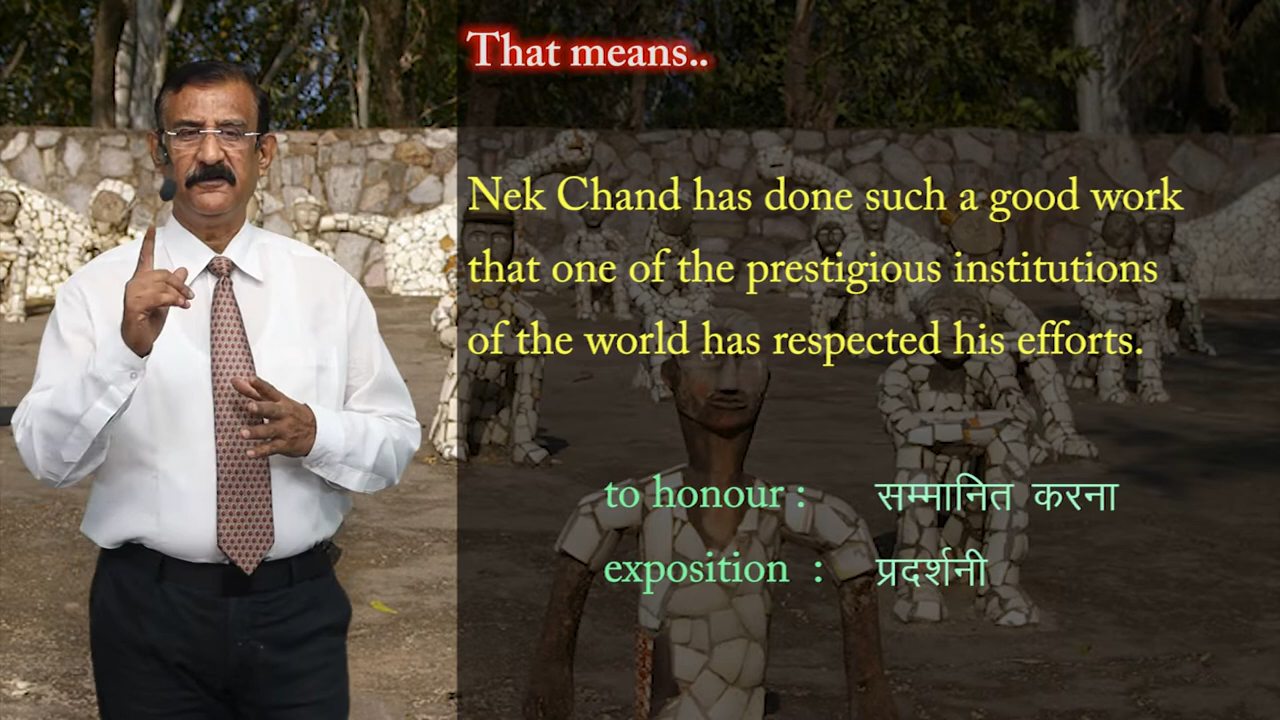 That means..
Nek Chand has done such a good work
that one of the prestigious institutions
of the world has respected his efforts.
to honour : सम्मानित करना
exposition : प्रदर्शनी